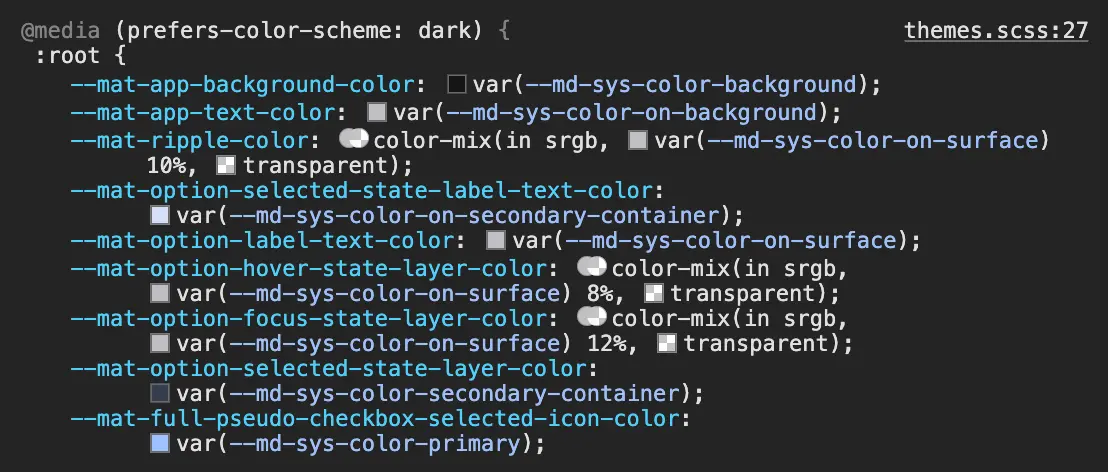 @media (prefers-color-scheme: dark) { themes.scss:27
:root {
--mat-app-background-color: var(--md-sys-color-background);
--mat-app-text-color: var(--md-sys-color-on-background);
--mat-ripple-color: color-mix(in srgb, var(--md-sys-color-on-surface)
10%, transparent);
--mat-option-selected-state-label-text-color:
var(--md-sys-color-on-secondary-container);
--mat-option-label-text-color: var(--md-sys-color-on-surface);
--mat-option-hover-state-layer-color: color-mix(in srgb,
var(--md-sys-color-on-surface) 8%, transparent);
--mat-option-focus-state-layer-color: color-mix(in srgb,
var(--md-sys-color-on-surface) 12%, transparent);
--mat-option-selected-state-layer-color:
var(--md-sys-color-secondary-container);
--mat-full-pseudo-checkbox-selected-icon-color:
var(--md-sys-color-primary);